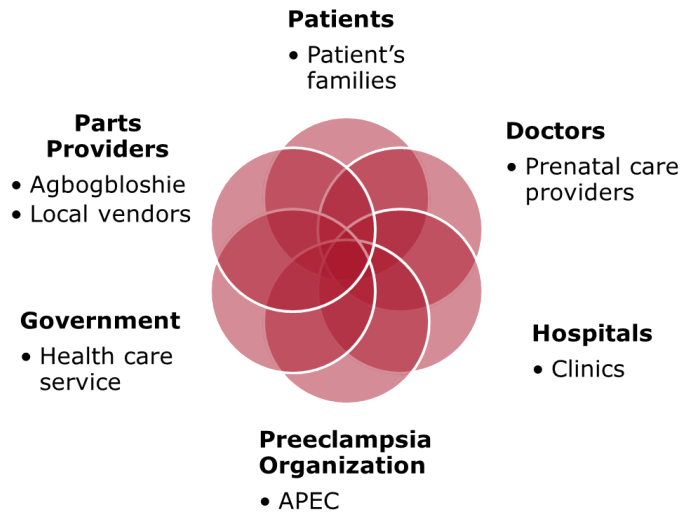 Patients
• Patient’s
families
Parts
Providers
• Agbogbloshie
• Local vendors
Doctors
• Prenatal care
providers
Government
• Health care
service
Hospitals
• Clinics
Preeclampsia
Organization
• APEC